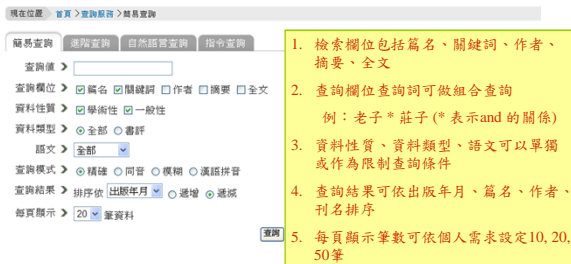 現在位置 首頁 > 查詢服務 > 簡易查詢
簡易查詢 進階查詢 自然語言查詢 指令查詢
查詢值
查詢欄位 篇名 關鍵詞 作者 摘要 全文
資料性質 學術性 一般性
資料類型 全部 書評
語文 全部
查詢模式 精確 同音 模糊 漢語拼音
查詢結果 排序依 出版年月 遞增 遞減
每頁顯示 20 筆資料
查詢
1. 檢索欄位包括篇名、關鍵詞、作者、
摘要、全文
2. 查詢欄位查詢詞可做組合查詢
例：老子 * 莊子 (* 表示and 的關係)
3. 資料性質、資料類型、語文可以單獨
或作為限制查詢條件
4. 查詢結果可依出版年月、篇名、作者、
刊名排序
5. 每頁顯示筆數可依個人需求設定10, 20,
50筆